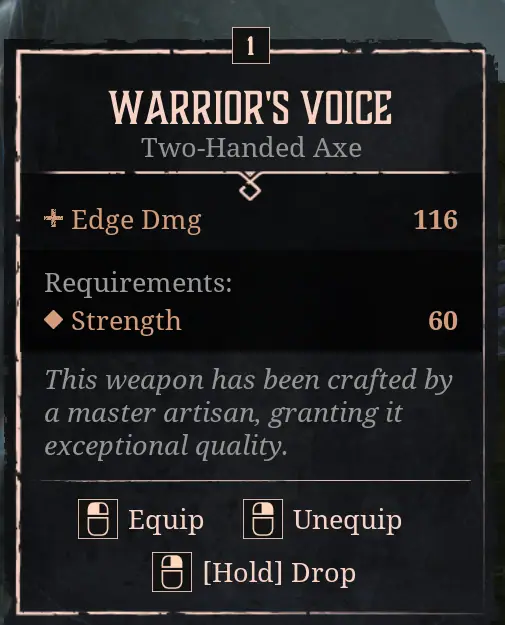 1
WARRIOR'S VOICE
Two-Handed Axe
Edge Dmg 116
Requirements:
Strength 60
This weapon has been crafted by
a master artisan, granting it
exceptional quality.
Equip Unequip
[Hold] Drop